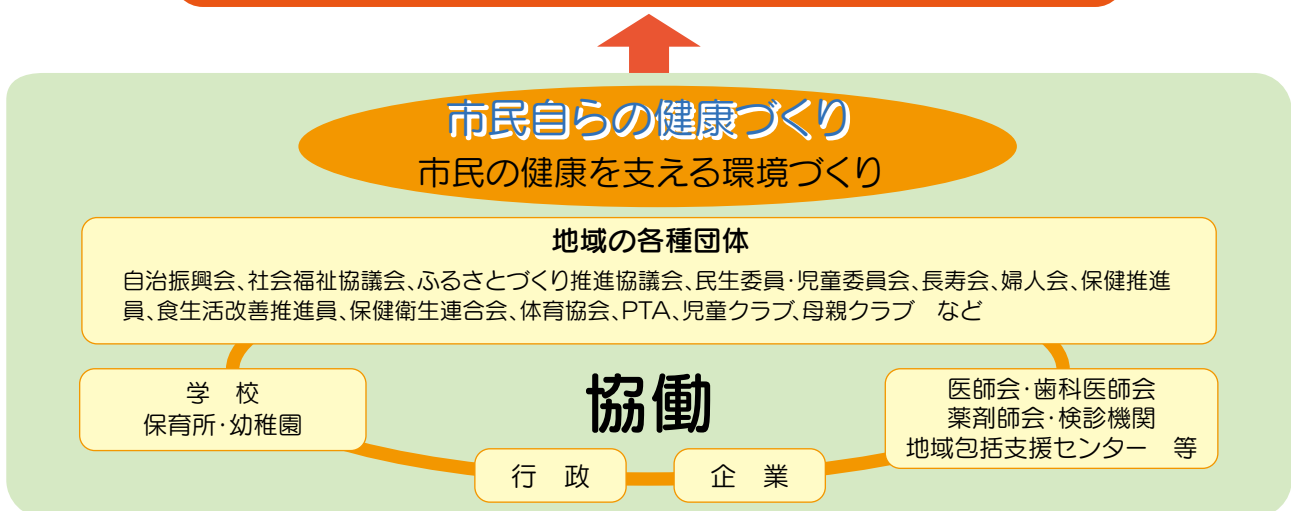 市民自らの健康づくり
市民の健康を支える環境づくり
地域の各種団体
自治振興会、社会福祉協議会、ふるさとづくり推進協議会、民生委員・児童委員会、長寿会、婦人会、保健推進
員、食生活改善推進員、保健衛生連合会、体育協会、PTA、児童クラブ、母親クラブ　など
学　校
保育所・幼稚園
協働
医師会・歯科医師会
薬剤師会・検診機関
地域包括支援センター　等
行　政
企　業